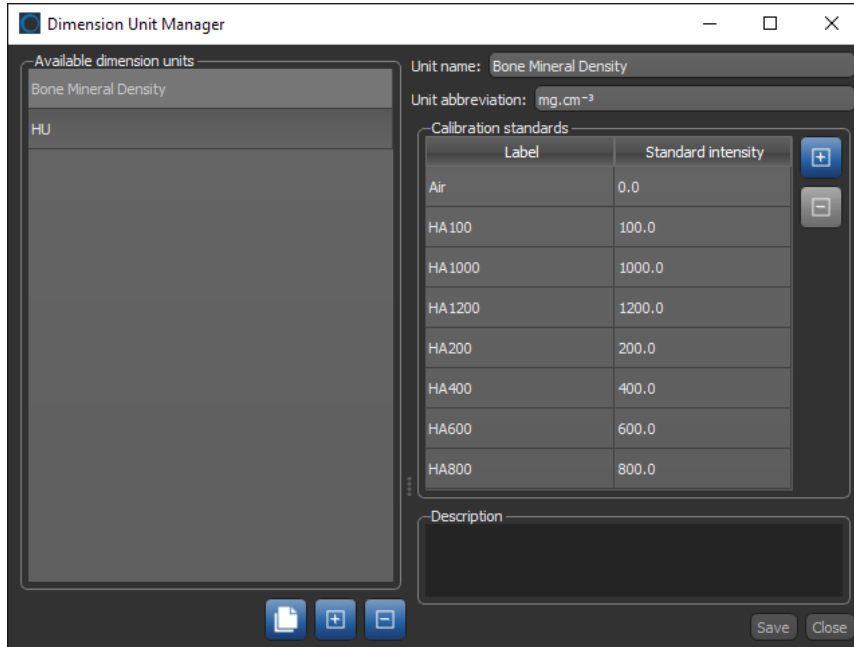 Dimension Unit Manager
Available dimension units
Bone Mineral Density
HU
Unit name: Bone Mineral Density
Unit abbreviation: mg.cm⁻³
Calibration standards
Label Standard intensity
Air 0.0
HA100 100.0
HA1000 1000.0
HA1200 1200.0
HA200 200.0
HA400 400.0
HA600 600.0
HA800 800.0
Description
Save Close